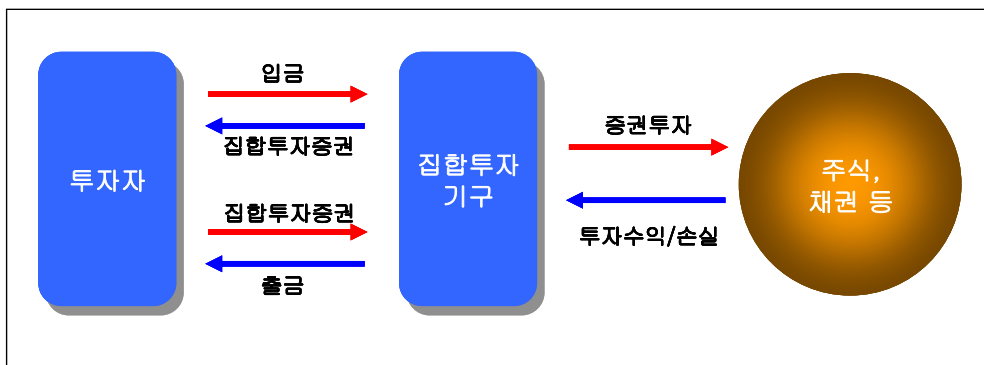 입금
집합투자증권
투자자
집합투자증권
출금
집합투자
기구
증권투자
투자수익/손실
주식,
채권 등